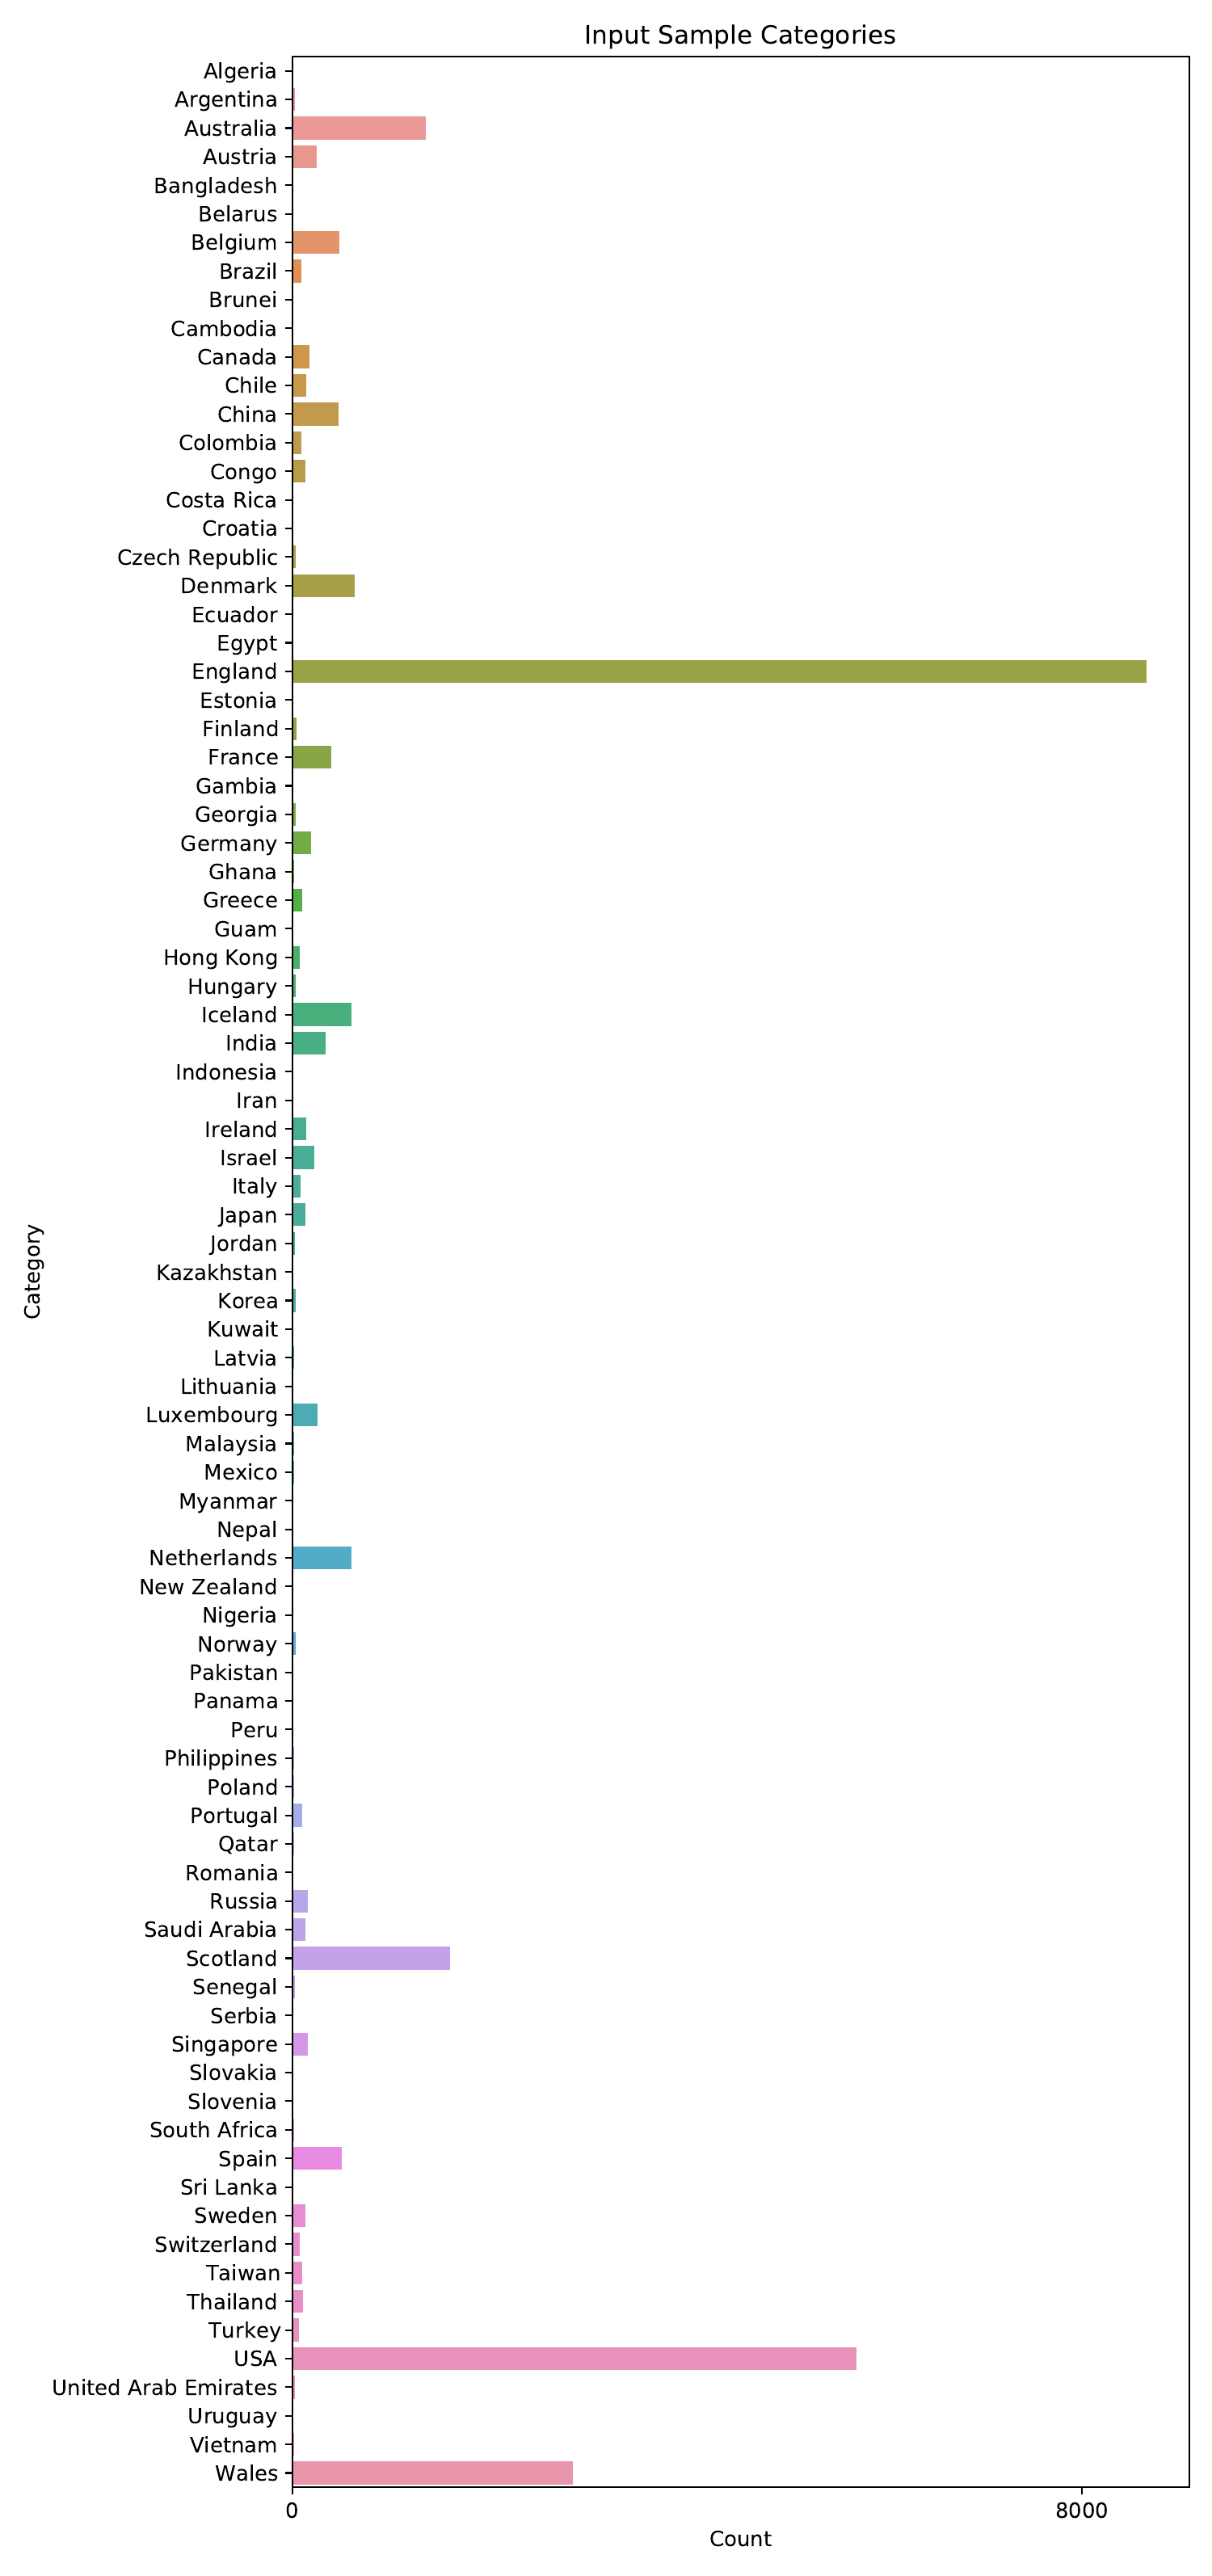 Input Sample Categories
Algeria
Argentina
Australia
Austria
Bangladesh
Belarus
Belgium
Brazil
Brunei
Cambodia
Canada
Chile
China
Colombia
Congo
Costa Rica
Croatia
Czech Republic
Denmark
Ecuador
Egypt
England
Estonia
Finland
France
Gambia
Georgia
Germany
Ghana
Greece
Guam
Hong Kong
Hungary
Iceland
India
Indonesia
Iran
Ireland
Israel
Italy
Japan
Jordan
Kazakhstan
Korea
Kuwait
Latvia
Lithuania
Luxembourg
Malaysia
Mexico
Myanmar
Nepal
Netherlands
New Zealand
Nigeria
Norway
Pakistan
Panama
Peru
Philippines
Poland
Portugal
Qatar
Romania
Russia
Saudi Arabia
Scotland
Senegal
Serbia
Singapore
Slovakia
Slovenia
South Africa
Spain
Sri Lanka
Sweden
Switzerland
Taiwan
Thailand
Turkey
USA
United Arab Emirates
Uruguay
Vietnam
Wales
Category
0 8000
Count